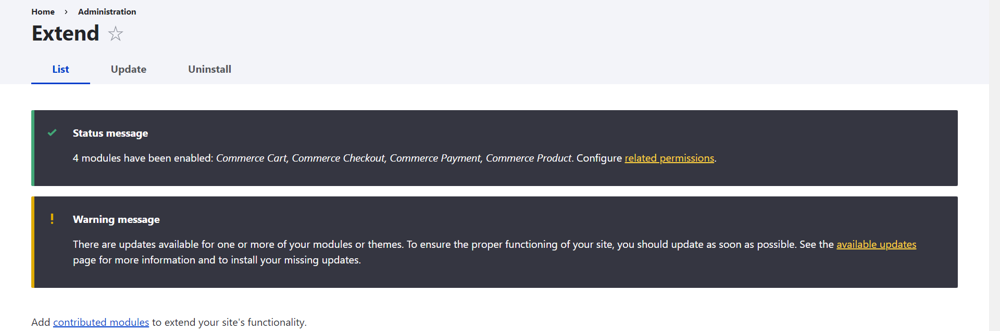 Home › Administration
Extend ☆
List Update Uninstall
Status message
4 modules have been enabled: Commerce Cart, Commerce Checkout, Commerce Payment, Commerce Product. Configure related permissions.
Warning message
There are updates available for one or more of your modules or themes. To ensure the proper functioning of your site, you should update as soon as possible. See the available updates
page for more information and to install your missing updates.
Add contributed modules to extend your site's functionality.